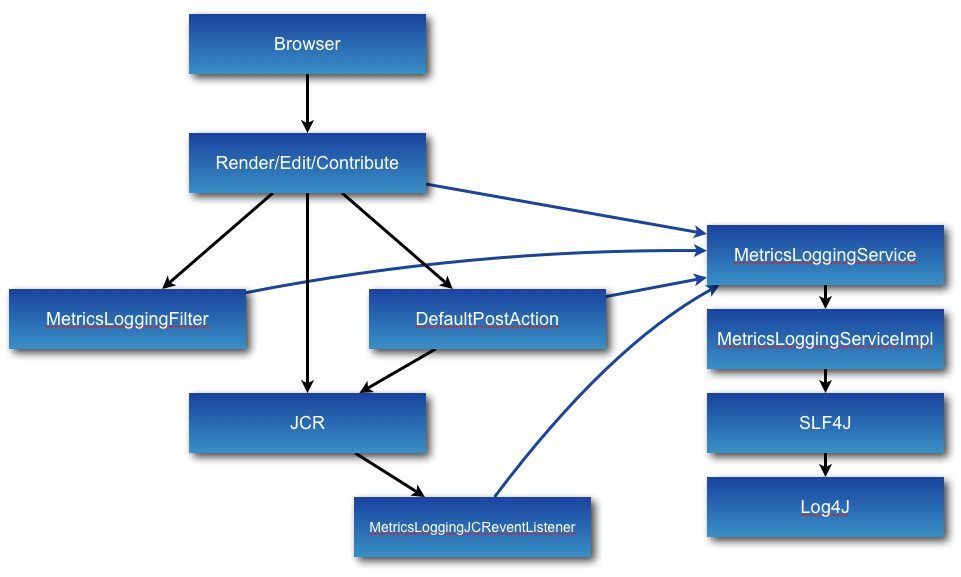 Browser
Render/Edit/Contribute
MetricsLoggingService
MetricsLoggingFilter
DefaultPostAction
MetricsLoggingServiceImpl
JCR
SLF4J
MetricsLoggingJCReventListener
Log4J